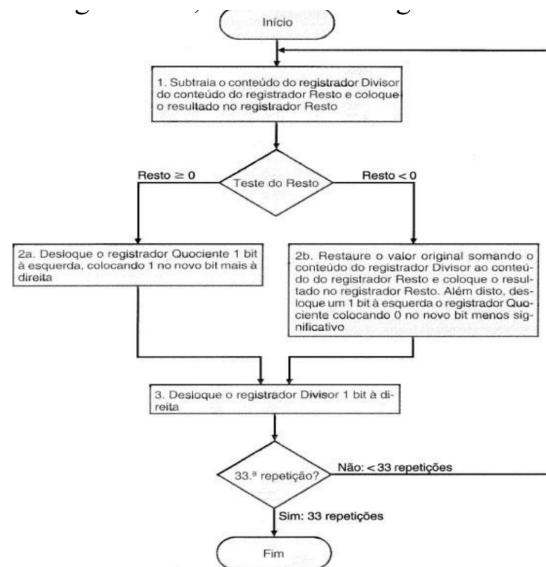 Início
1. Subtraia o conteúdo do registrador Divisor
do conteúdo do registrador Resto e coloque
o resultado no registrador Resto
Teste do Resto
Resto ≥ 0
Resto < 0
2a. Desloque o registrador Quociente 1 bit
à esquerda, colocando 1 no novo bit mais à
direita
2b. Restaure o valor original somando o
conteúdo do registrador Divisor ao conteú-
do do registrador Resto e coloque o resul-
tado no registrador Resto. Além disto, des-
loque um 1 bit à esquerda o registrador Quo-
ciente colocando 0 no novo bit menos sig-
nificativo
3. Desloque o registrador Divisor 1 bit à di-
reita
33.ª repetição?
Não: < 33 repetições
Sim: 33 repetições
Fim